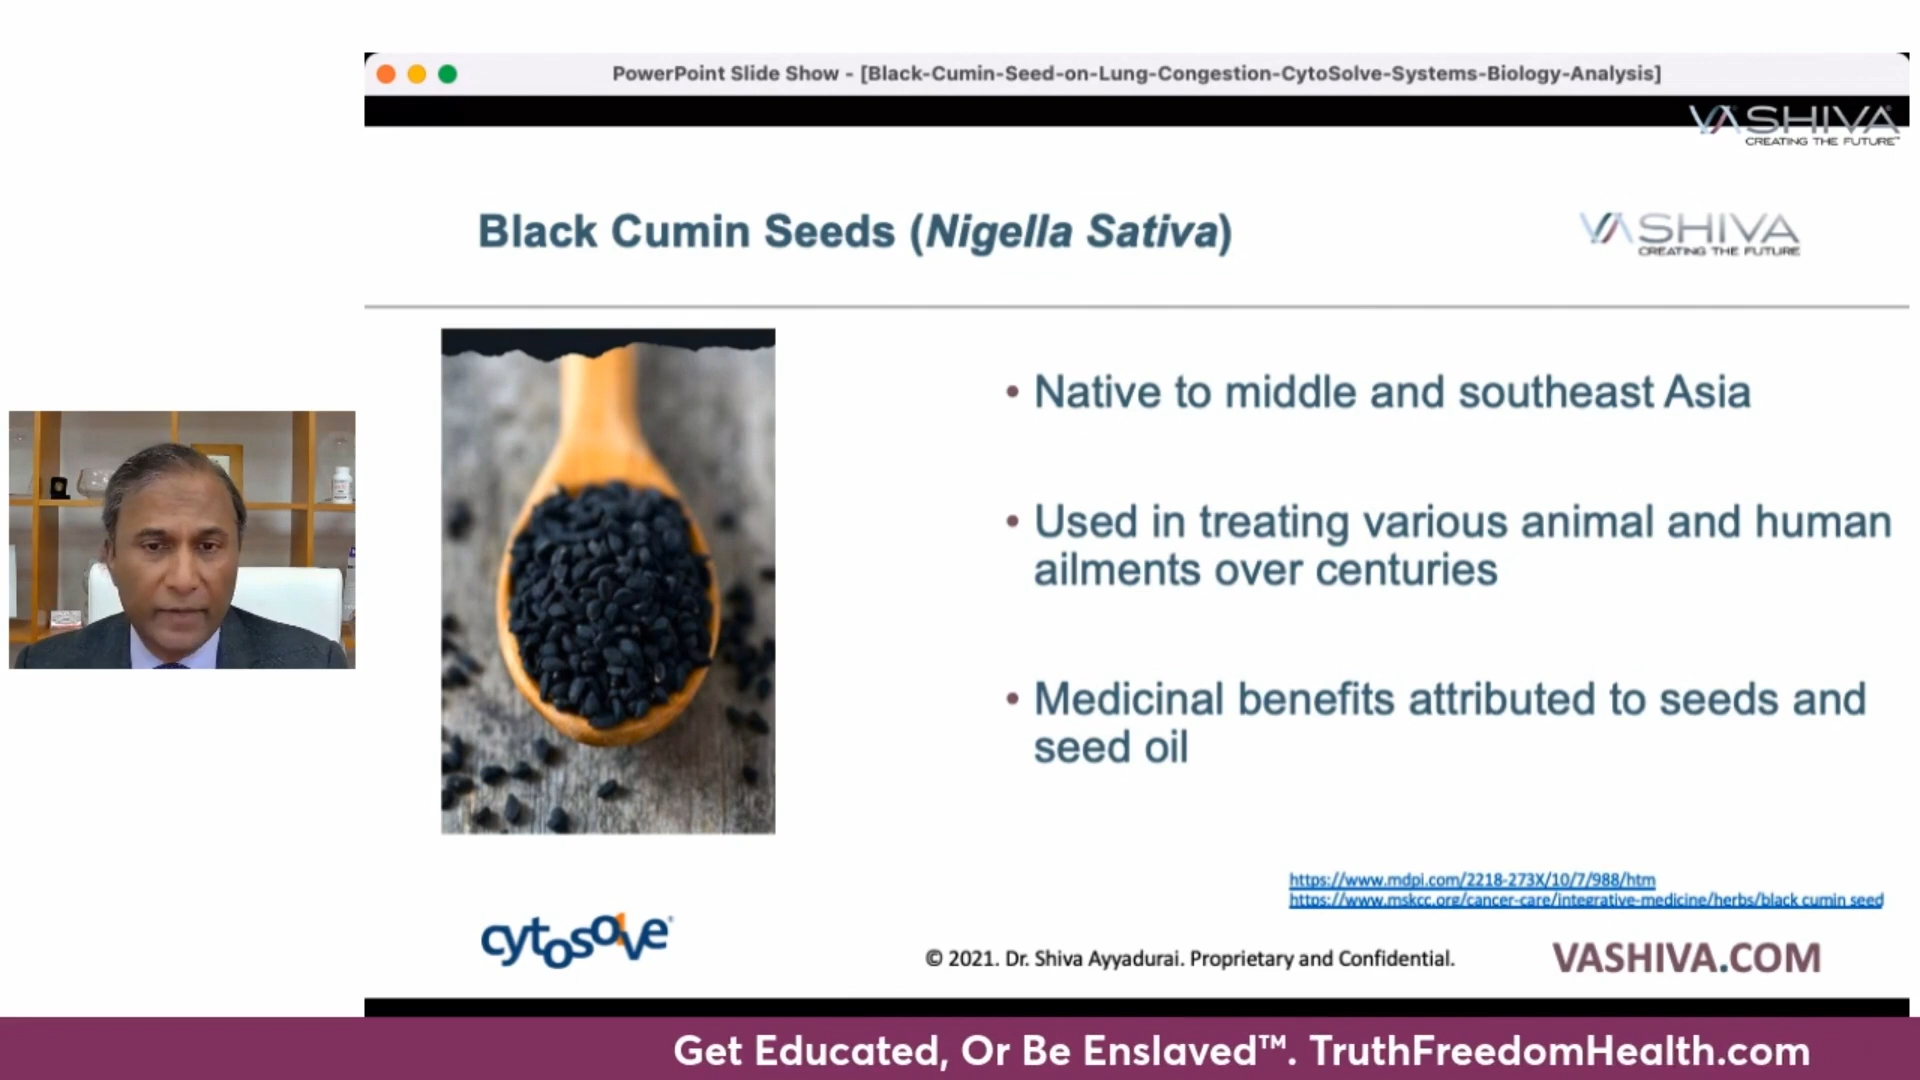 PowerPoint Slide Show - [Black-Cumin-Seed-on-Lung-Congestion-CytoSolve-Systems-Biology-Analysis]
VASHIVA
CREATING THE FUTURE™
Black Cumin Seeds (Nigella Sativa)
VASHIVA
CREATING THE FUTURE
• Native to middle and southeast Asia
• Used in treating various animal and human
ailments over centuries
• Medicinal benefits attributed to seeds and
seed oil
https://www.mdpi.com/2218-273X/10/7/988/htm
https://www.mskcc.org/cancer-care/integrative-medicine/herbs/black cumin seed
cytosolve®
© 2021. Dr. Shiva Ayyadurai. Proprietary and Confidential.
VASHIVA.COM
Get Educated, Or Be Enslaved™. TruthFreedomHealth.com